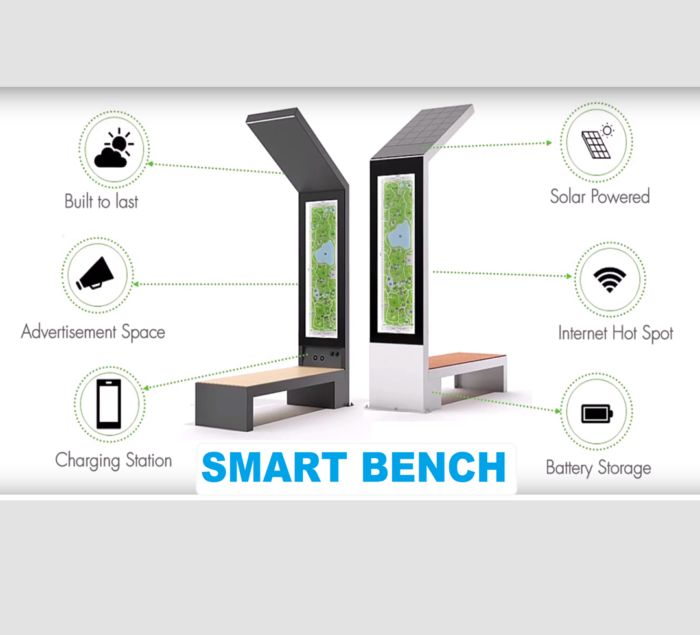 Built to last
Solar Powered
Advertisement Space
Internet Hot Spot
Charging Station
Battery Storage
SMART BENCH